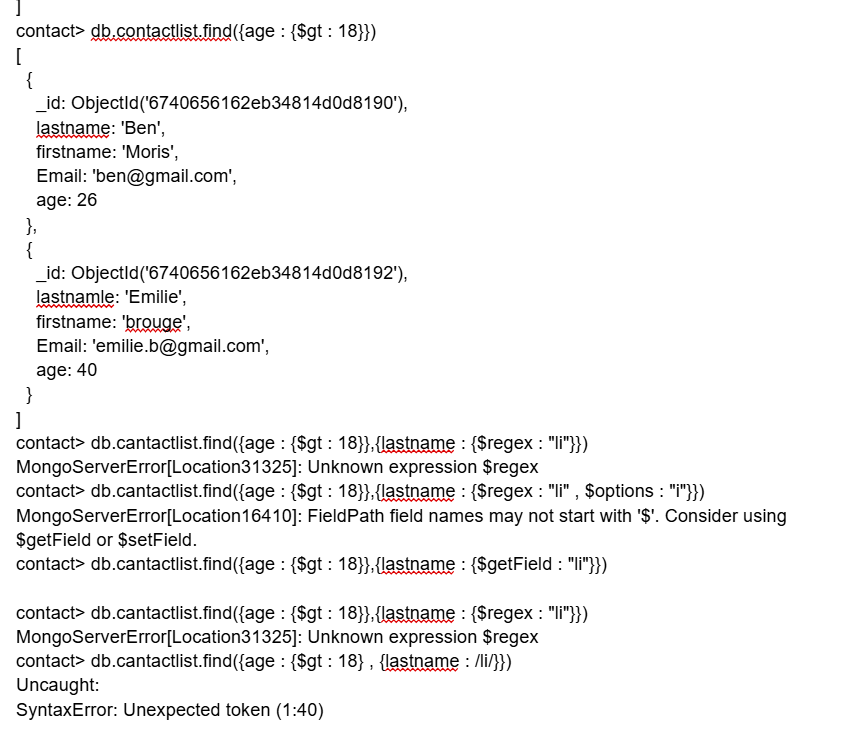 ]
contact> db.contactlist.find({age : {$gt : 18}})
[
{
_id: ObjectId('6740656162eb34814d0d8190'),
lastname: 'Ben',
firstname: 'Moris',
Email: 'ben@gmail.com',
age: 26
},
{
_id: ObjectId('6740656162eb34814d0d8192'),
lastnamle: 'Emilie',
firstname: 'brouge',
Email: 'emilie.b@gmail.com',
age: 40
}
]
contact> db.cantactlist.find({age : {$gt : 18}},{lastname : {$regex : "li"}})
MongoServerError[Location31325]: Unknown expression $regex
contact> db.cantactlist.find({age : {$gt : 18}},{lastname : {$regex : "li" , $options : "i"}})
MongoServerError[Location16410]: FieldPath field names may not start with '$'. Consider using
$getField or $setField.
contact> db.cantactlist.find({age : {$gt : 18}},{lastname : {$getField : "li"}})
contact> db.cantactlist.find({age : {$gt : 18}},{lastname : {$regex : "li"}})
MongoServerError[Location31325]: Unknown expression $regex
contact> db.cantactlist.find({age : {$gt : 18} , {lastname : /li/}})
Uncaught:
SyntaxError: Unexpected token (1:40)